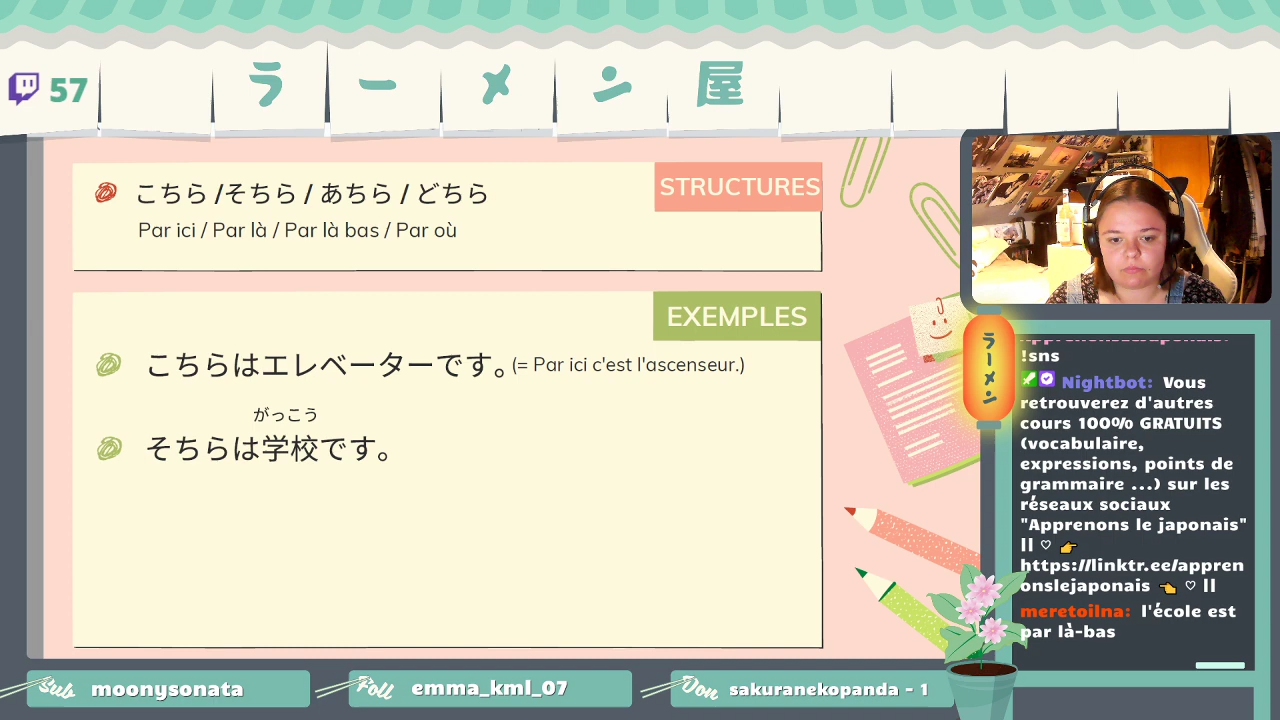 57
ラーメン屋
こちら /そちら / あちら / どちら
STRUCTURES
Par ici / Par là / Par là bas / Par où
EXEMPLES
こちらはエレベーターです。(= Par ici c'est l'ascenseur.)
がっこう
そちらは学校です。
ラーメン
!sns
Nightbot: Vous
retrouverez d'autres
cours 100% GRATUITS
(vocabulaire,
expressions, points de
grammaire ...) sur les
réseaux sociaux
"Apprenons le japonais"
|| ♡ 👉
https://linktr.ee/appren
onslejaponais 👈 ♡ ||
meretoilna: l'école est
par là-bas
Sub moonysonata
Foll emma_kml_07
Don sakuranekopanda - 1